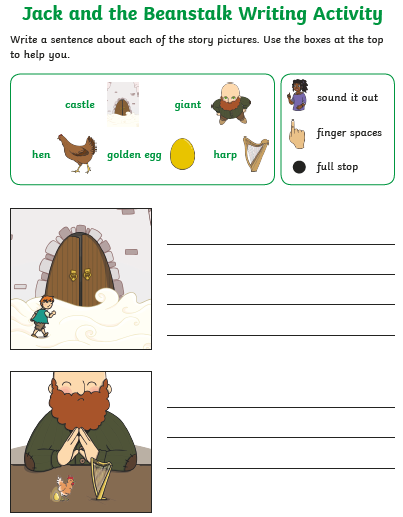 Jack and the Beanstalk Writing Activity
Write a sentence about each of the story pictures. Use the boxes at the top
to help you.
castle
giant
hen
golden egg
harp
sound it out
finger spaces
full stop